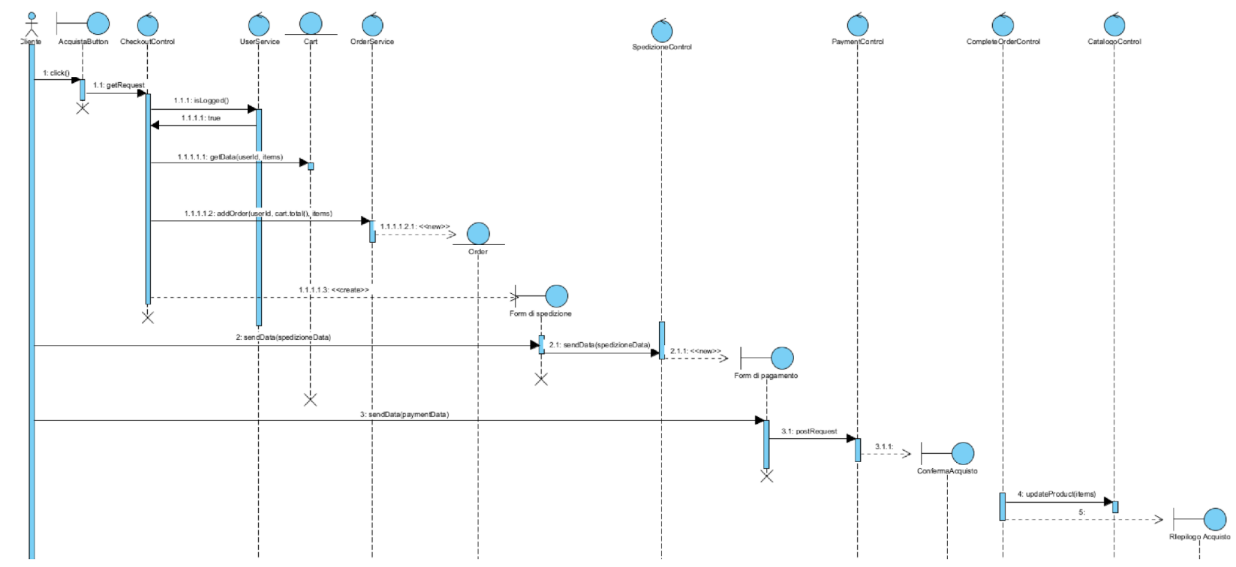 Cliente
AcquistaButton
CheckoutControl
UserService
Cart
OrderService
SpedizioneControl
PaymentControl
CompleteOrderControl
CatalogoControl
1: click()
1.1: getRequest
1.1.1: isLogged()
1.1.1.1: true
1.1.1.1.1: getData(userId, items)
1.1.1.1.2: addOrder(userId, cart.total(), items)
1.1.1.1.2.1: <<new>>
Order
1.1.1.1.3: <<create>>
Form di spedizione
2: sendData(spedizioneData)
2.1: sendData(spedizioneData)
2.1.1: <<new>>
Form di pagamento
3: sendData(paymentData)
3.1: postRequest
3.1.1:
ConfermaAcquisto
4: updateProduct(items)
5:
RIepilogo Acquisto